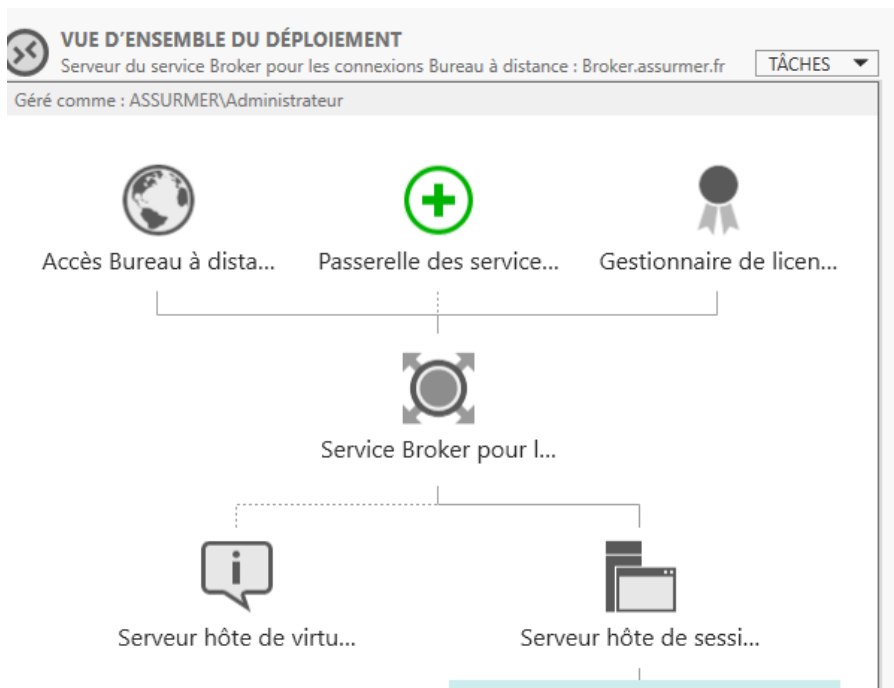 VUE D'ENSEMBLE DU DÉPLOIEMENT
Serveur du service Broker pour les connexions Bureau à distance : Broker.assurmer.fr
TÂCHES
Géré comme : ASSURMER\Administrateur
Accès Bureau à dista...
Passerelle des service...
Gestionnaire de licen...
Service Broker pour l...
Serveur hôte de virtu...
Serveur hôte de sessi...